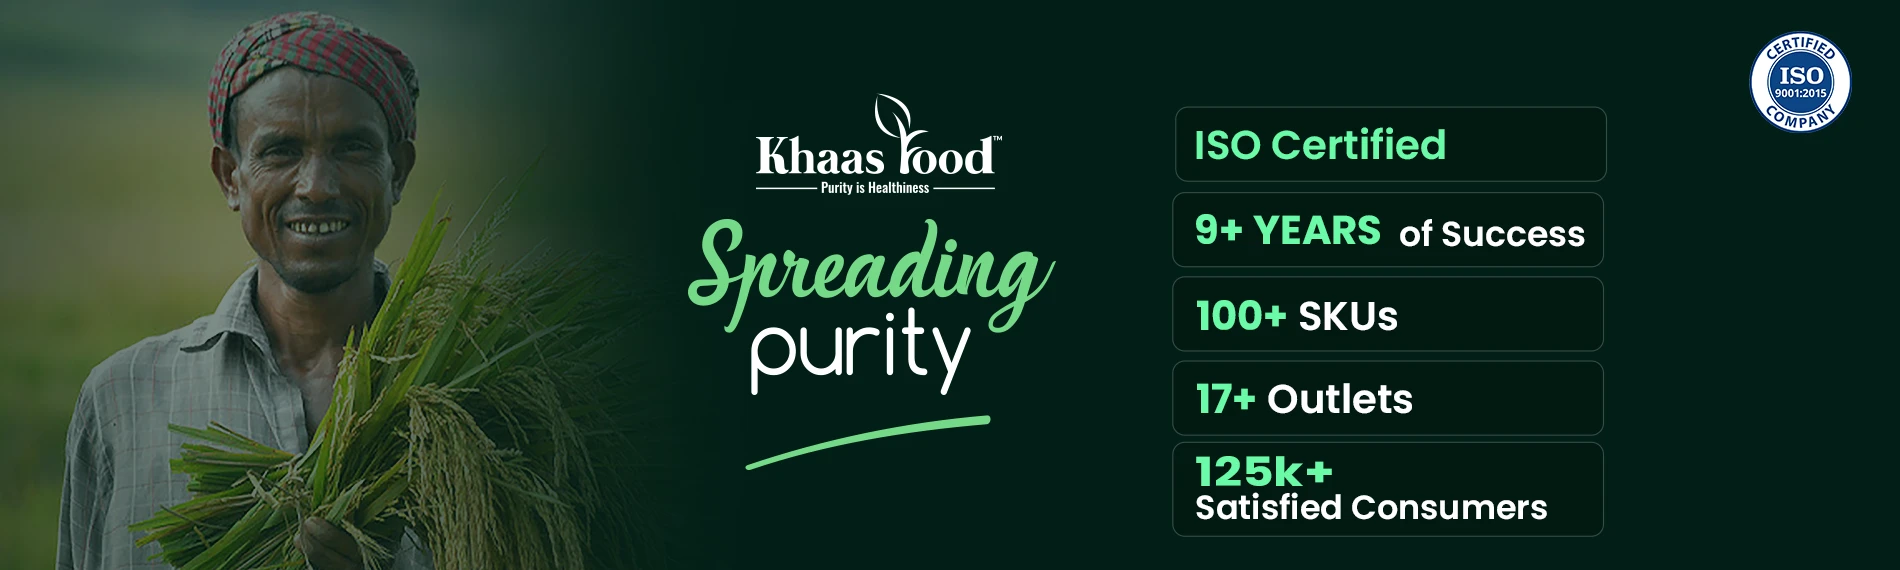 Khaas Food™
Purity is Healthiness
Spreading
purity
ISO Certified
9+ YEARS of Success
100+ SKUs
17+ Outlets
125k+
Satisfied Consumers
CERTIFIED
ISO
9001:2015
COMPANY